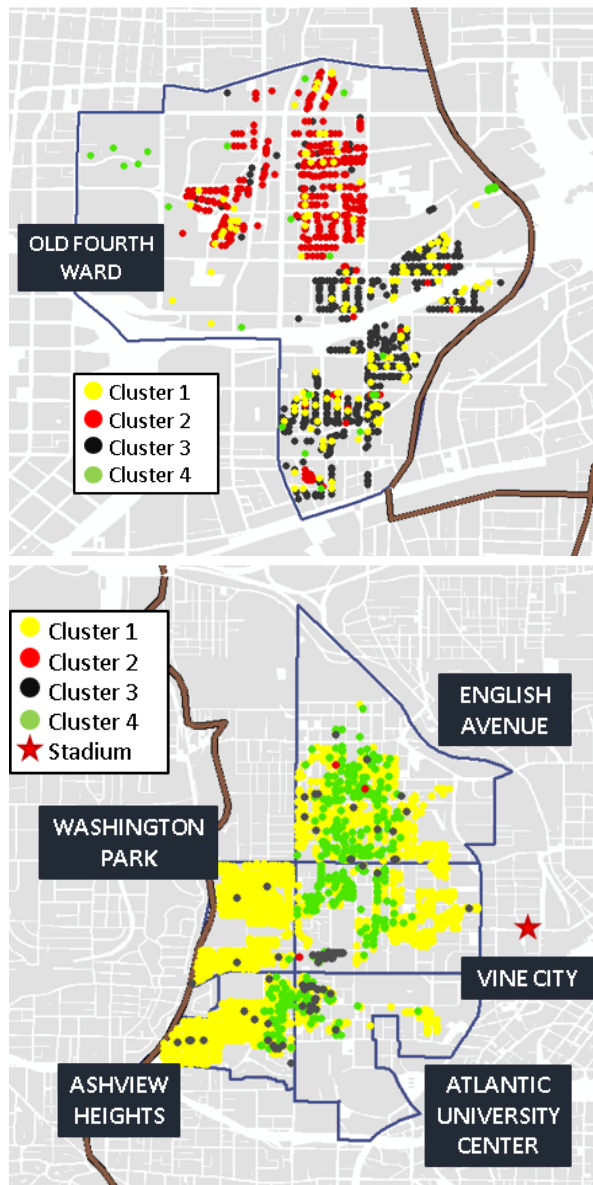 OLD FOURTH
WARD
Cluster 1
Cluster 2
Cluster 3
Cluster 4
Cluster 1
Cluster 2
Cluster 3
Cluster 4
Stadium
ENGLISH
AVENUE
WASHINGTON
PARK
VINE CITY
ASHVIEW
HEIGHTS
ATLANTIC
UNIVERSITY
CENTER